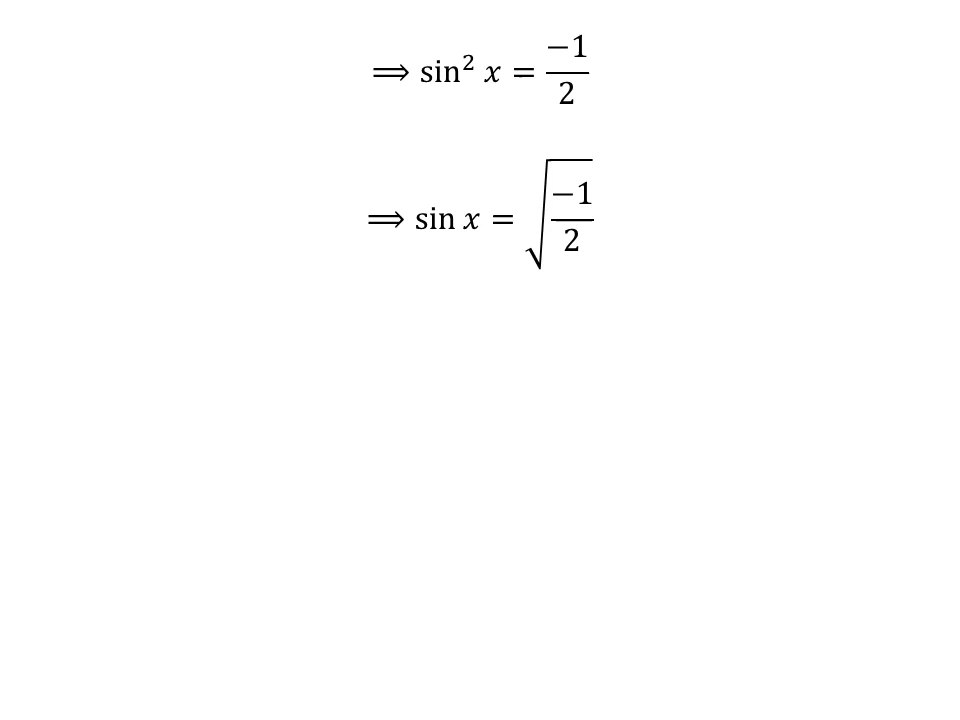 ⟹ sin² 𝑥 = −1/2
⟹ sin 𝑥 = √(−1/2)